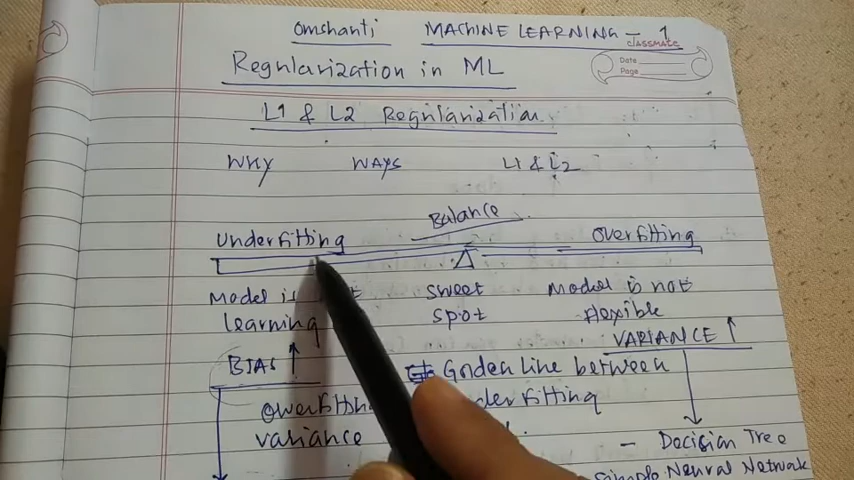 Omshanti MACHINE LEARNING - 1
CLASSMATE
Date
Page
Regularization in ML
L1 & L2 Regularization
WHY WAYS L1 & L2
Balance
Underfitting overfitting
Model is sweet Model is not
learning spot flexible
VARIANCE ↑
BIAS ↑ Golden Line between
underfitting
variance
- Decision Tree
Simple Neural Network